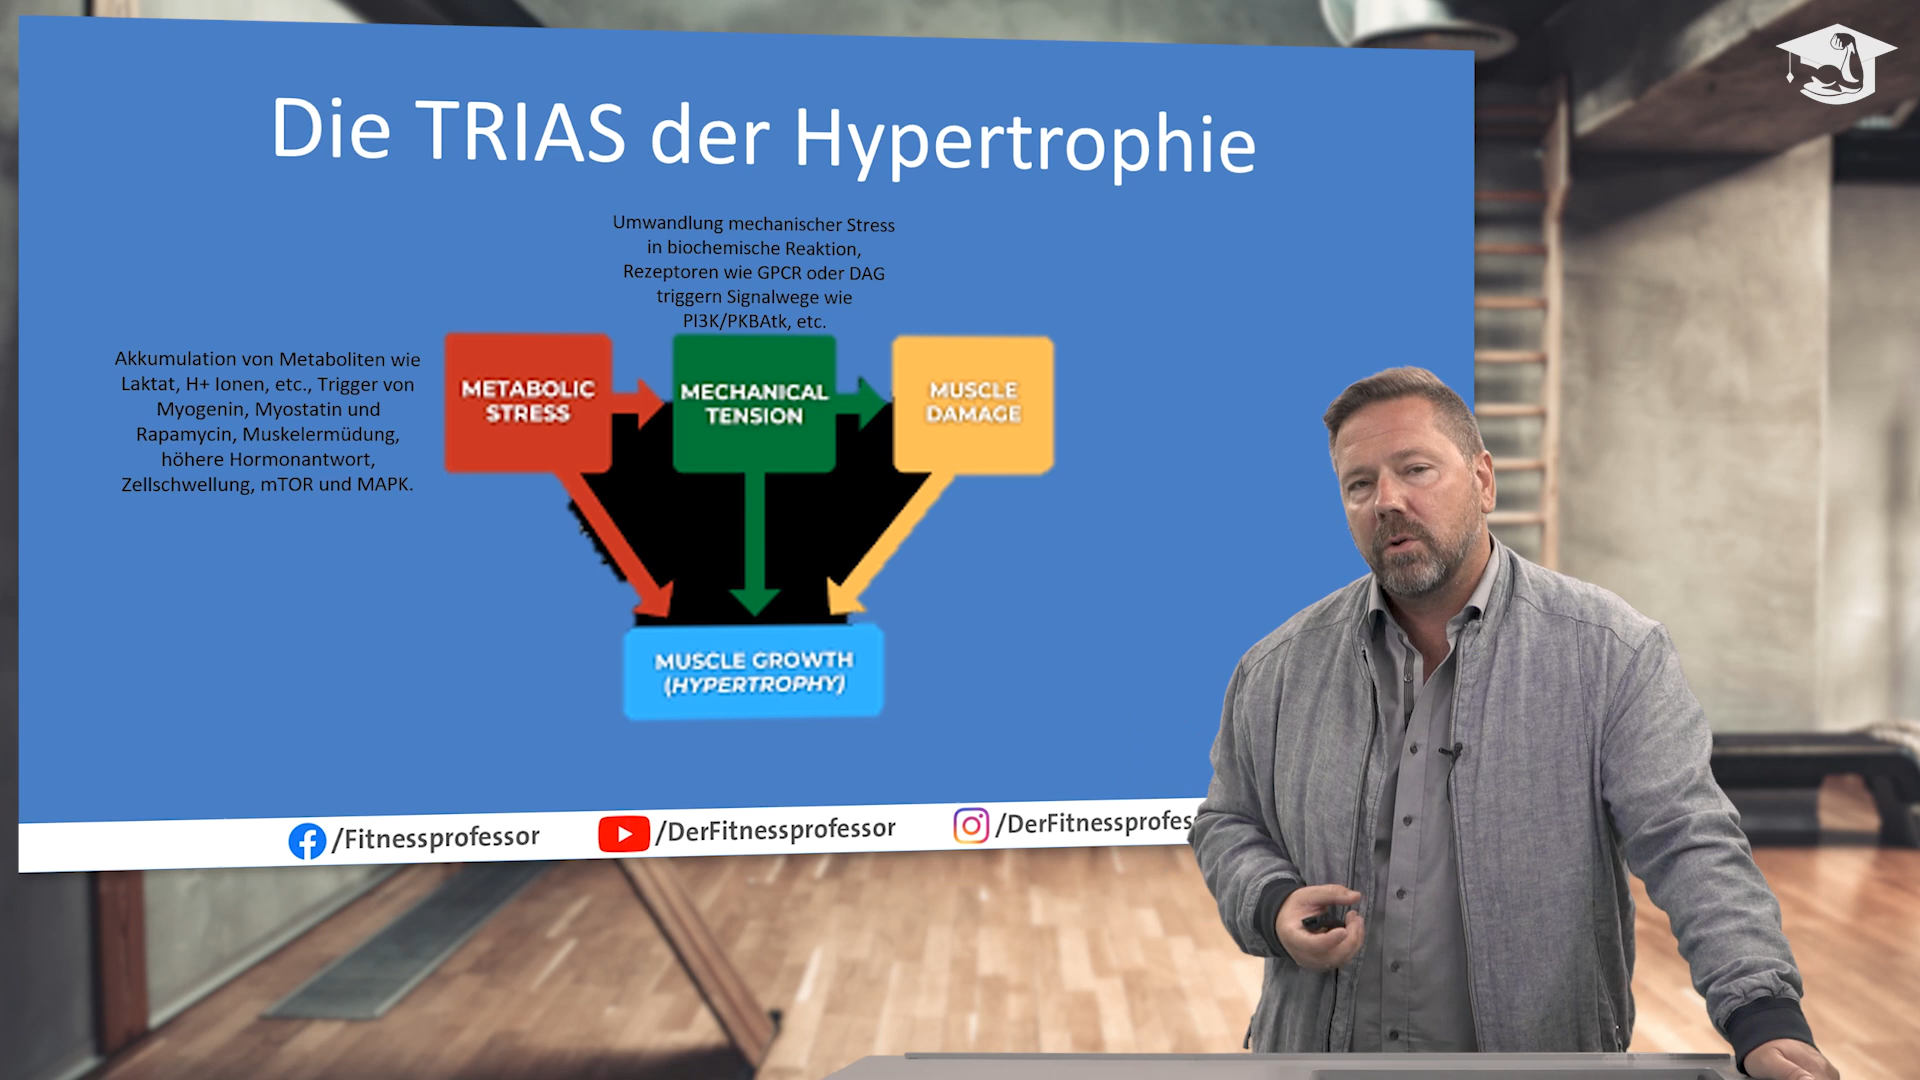 Die TRIAS der Hypertrophie
Umwandlung mechanischer Stress
in biochemische Reaktion,
Rezeptoren wie GPCR oder DAG
triggern Signalwege wie
PI3K/PKBAtk, etc.
Akkumulation von Metaboliten wie
Laktat, H+ Ionen, etc., Trigger von
Myogenin, Myostatin und
Rapamycin, Muskelermüdung,
höhere Hormonantwort,
Zellschwellung, mTOR und MAPK.
METABOLIC
STRESS
MECHANICAL
TENSION
MUSCLE
DAMAGE
MUSCLE GROWTH
(HYPERTROPHY)
/Fitnessprofessor
/DerFitnessprofessor
/DerFitnessprofes